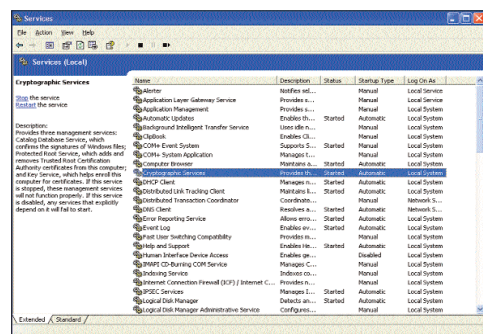 Services
File Action View Help
Services (Local)
Cryptographic Services
Stop the service
Restart the service
Description:
Provides three management services:
Catalog Database Service, which
confirms the signatures of Windows files;
Protected Root Service, which adds and
removes Trusted Root Certification
Authority certificates from this computer;
and Key Service, which helps enroll this
computer for certificates. If this service
is stopped, these management services
will not function properly. If this service
is disabled, any services that explicitly
depend on it will fail to start.
Name Description Status Startup Type Log On As
Alerter Notifies sel... Manual Local Service
Application Layer Gateway Service Provides s... Manual Local Service
Application Management Provides s... Manual Local System
Automatic Updates Enables th... Started Automatic Local System
Background Intelligent Transfer Service Uses idle n... Manual Local System
ClipBook Enables Cli... Manual Local System
COM+ Event System Supports S... Started Manual Local System
COM+ System Application Manages t... Manual Local System
Computer Browser Maintains a... Started Automatic Local System
Cryptographic Services Provides th... Started Automatic Local System
DHCP Client Manages n... Started Automatic Local System
Distributed Link Tracking Client Maintains li... Started Automatic Local System
Distributed Transaction Coordinator Coordinate... Manual Network S...
DNS Client Resolves a... Started Automatic Network S...
Error Reporting Service Allows erro... Started Automatic Local System
Event Log Enables ev... Started Automatic Local System
Fast User Switching Compatibility Provides m... Manual Local System
Help and Support Enables He... Started Automatic Local System
Human Interface Device Access Enables ge... Disabled Local System
IMAPI CD-Burning COM Service Manages C... Manual Local System
Indexing Service Indexes co... Manual Local System
Internet Connection Firewall (ICF) / Internet C... Provides n... Manual Local System
IPSEC Services Manages I... Started Automatic Local System
Logical Disk Manager Detects an... Started Automatic Local System
Logical Disk Manager Administrative Service Configures... Manual Local System
Extended Standard